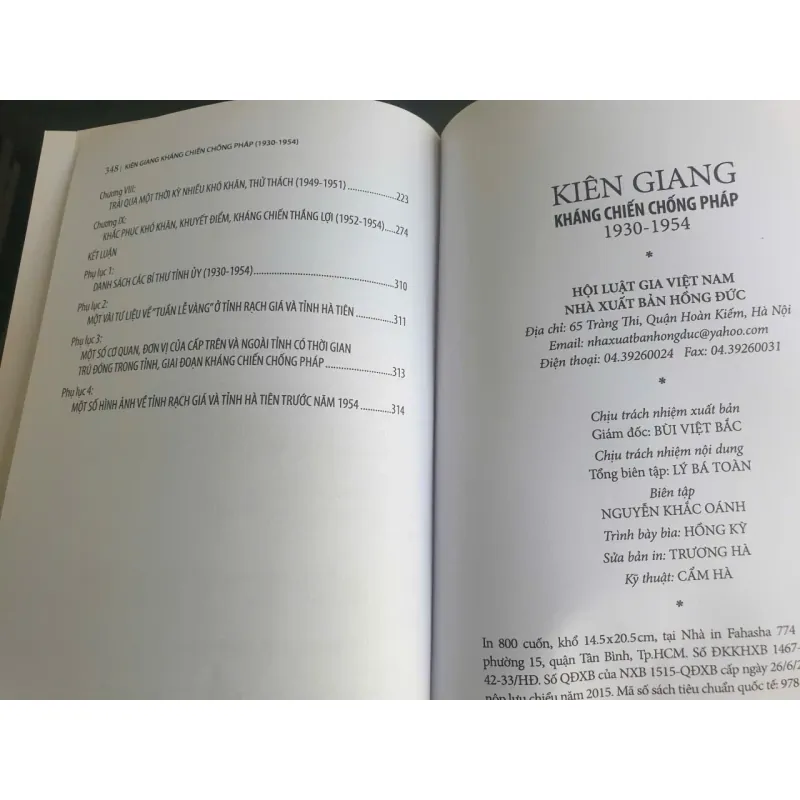 348 | KIÊN GIANG KHÁNG CHIẾN CHỐNG PHÁP (1930-1954)
Chương VIII:
TRẢI QUA MỘT THỜI KỲ NHIỀU KHÓ KHĂN, THỬ THÁCH (1949-1951) ....................223
Chương IX:
KHẮC PHỤC KHÓ KHĂN, KHUYẾT ĐIỂM, KHÁNG CHIẾN THẮNG LỢI (1952-1954).....274
KẾT LUẬN
Phụ lục 1:
DANH SÁCH CÁC BÍ THƯ TỈNH ỦY (1930-1954)....................310
Phụ lục 2:
MỘT VÀI TƯ LIỆU VỀ "TUẦN LỄ VÀNG" Ở TỈNH RẠCH GIÁ VÀ TỈNH HÀ TIÊN ..............311
Phụ lục 3:
MỘT SỐ CƠ QUAN, ĐƠN VỊ CỦA CẤP TRÊN VÀ NGOÀI TỈNH CÓ THỜI GIAN
TRÚ ĐÓNG TRONG TỈNH, GIAI ĐOẠN KHÁNG CHIẾN CHỐNG PHÁP....................313
Phụ lục 4:
MỘT SỐ HÌNH ẢNH VỀ TỈNH RẠCH GIÁ VÀ TỈNH HÀ TIÊN TRƯỚC NĂM 1954 ............314
KIÊN GIANG
KHÁNG CHIẾN CHỐNG PHÁP
1930-1954
*
HỘI LUẬT GIA VIỆT NAM
NHÀ XUẤT BẢN HỒNG ĐỨC
Địa chỉ: 65 Tràng Thi, Quận Hoàn Kiếm, Hà Nội
Email: nhaxuatbanhongduc@yahoo.com
Điện thoại: 04.39260024 Fax: 04.39260031
*
Chịu trách nhiệm xuất bản
Giám đốc: BÙI VIỆT BẮC
Chịu trách nhiệm nội dung
Tổng biên tập: LÝ BÁ TOÀN
Biên tập
NGUYỄN KHẮC OÁNH
Trình bày bìa: HỒNG KỲ
Sửa bản in: TRƯƠNG HÀ
Kỹ thuật: CẨM HÀ
*
In 800 cuốn, khổ 14.5x20.5cm, tại Nhà in Fahasha 774
phường 15, quận Tân Bình, Tp.HCM. Số ĐKKHXB 1467-
42-33/HĐ. Số QĐXB của NXB 1515-QĐXB cấp ngày 26/6/2
nộp lưu chiểu năm 2015. Mã số sách tiêu chuẩn quốc tế: 978-